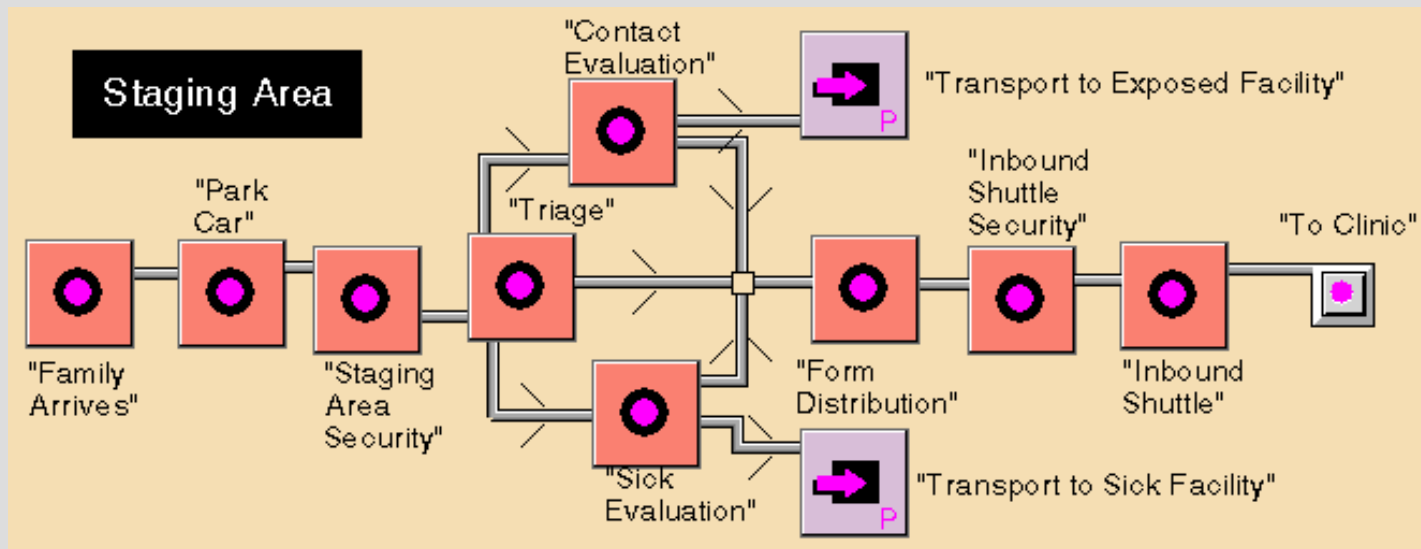 Staging Area
"Contact
Evaluation"
"Transport to Exposed Facility"
P
"Park
Car"
"Triage"
"Inbound
Shuttle
Security"
"To Clinic"
"Family
Arrives"
"Staging
Area
Security"
"Form
Distribution"
"Inbound
Shuttle"
"Sick
Evaluation"
"Transport to Sick Facility"
P